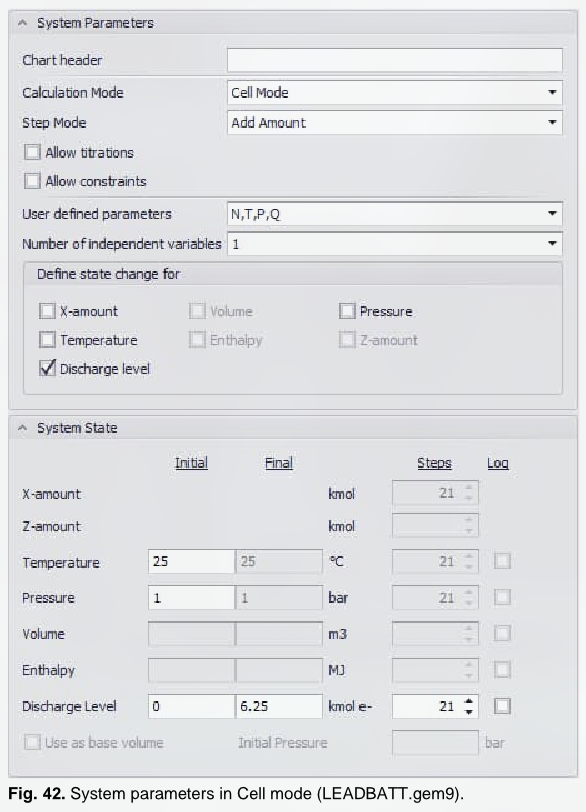 System Parameters
Chart header
Calculation Mode Cell Mode
Step Mode Add Amount
Allow titrations
Allow constraints
User defined parameters N,T,P,Q
Number of independent variables 1
Define state change for
X-amount Volume Pressure
Temperature Enthalpy Z-amount
Discharge level
System State
Initial Final Steps Log
X-amount kmol 21
Z-amount kmol
Temperature 25 25 °C 21
Pressure 1 1 bar 21
Volume m3
Enthalpy MJ
Discharge Level 0 6.25 kmol e- 21
Use as base volume Initial Pressure bar
Fig. 42. System parameters in Cell mode (LEADBATT.gem9).